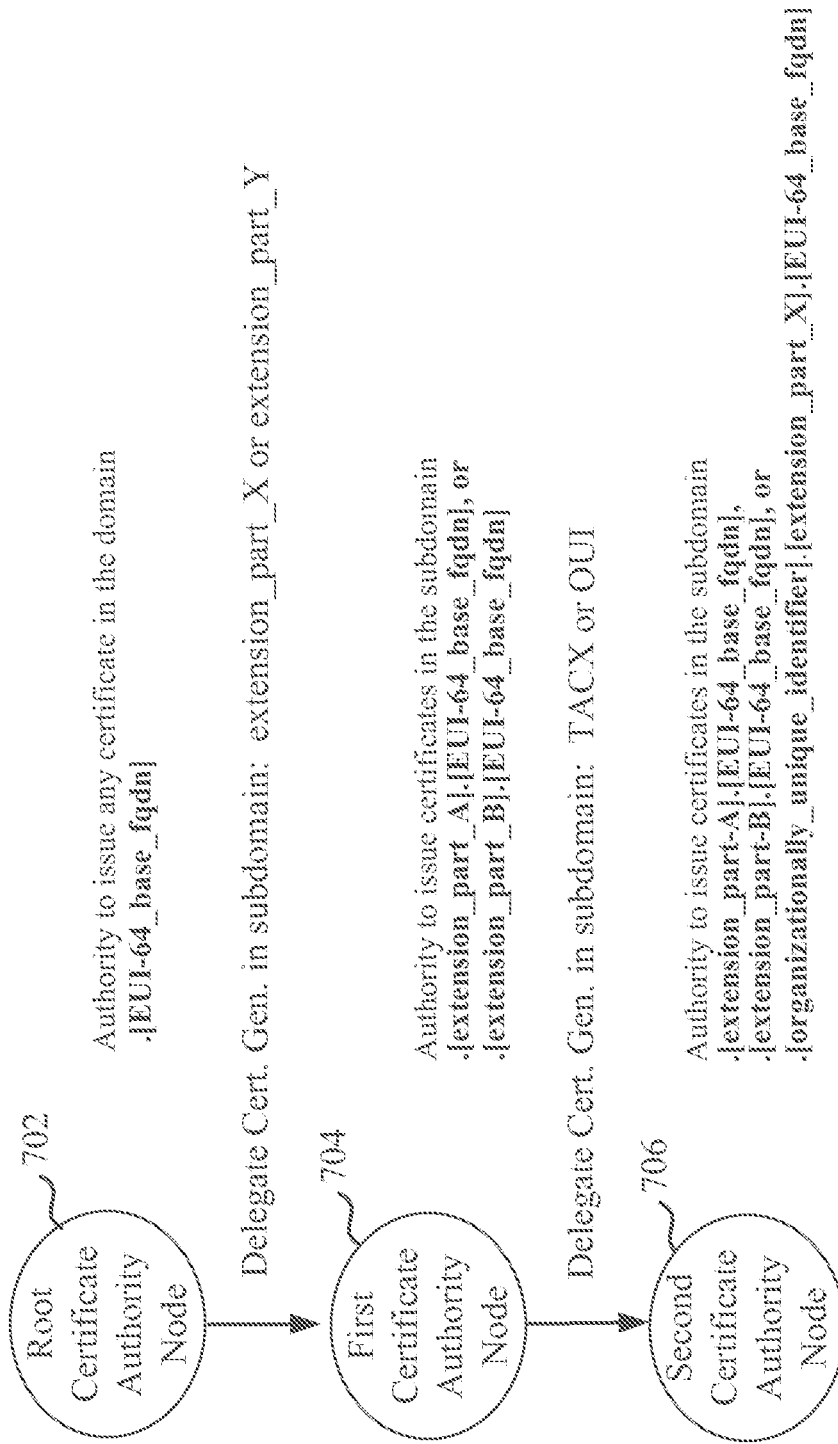 Root
Certificate
Authority
Node
702
Authority to issue any certificate in the domain
.[EUI-64_base_fqdn]
Delegate Cert. Gen. in subdomain: extension_part_X or extension_part_Y
First
Certificate
Authority
Node
704
Authority to issue certificates in the subdomain
.[extension_part_A].[EUI-64_base_fqdn], or
.[extension_part_B].[EUI-64_base_fqdn]
Delegate Cert. Gen. in subdomain: TACX or OUI
Second
Certificate
Authority
Node
706
Authority to issue certificates in the subdomain
.[extension_part-A].[EUI-64_base_fqdn],
.[extension_part-B].[EUI-64_base_fqdn], or
.[organizationally_unique_identifier].[extension_part_X].[EUI-64_base_fqdn]